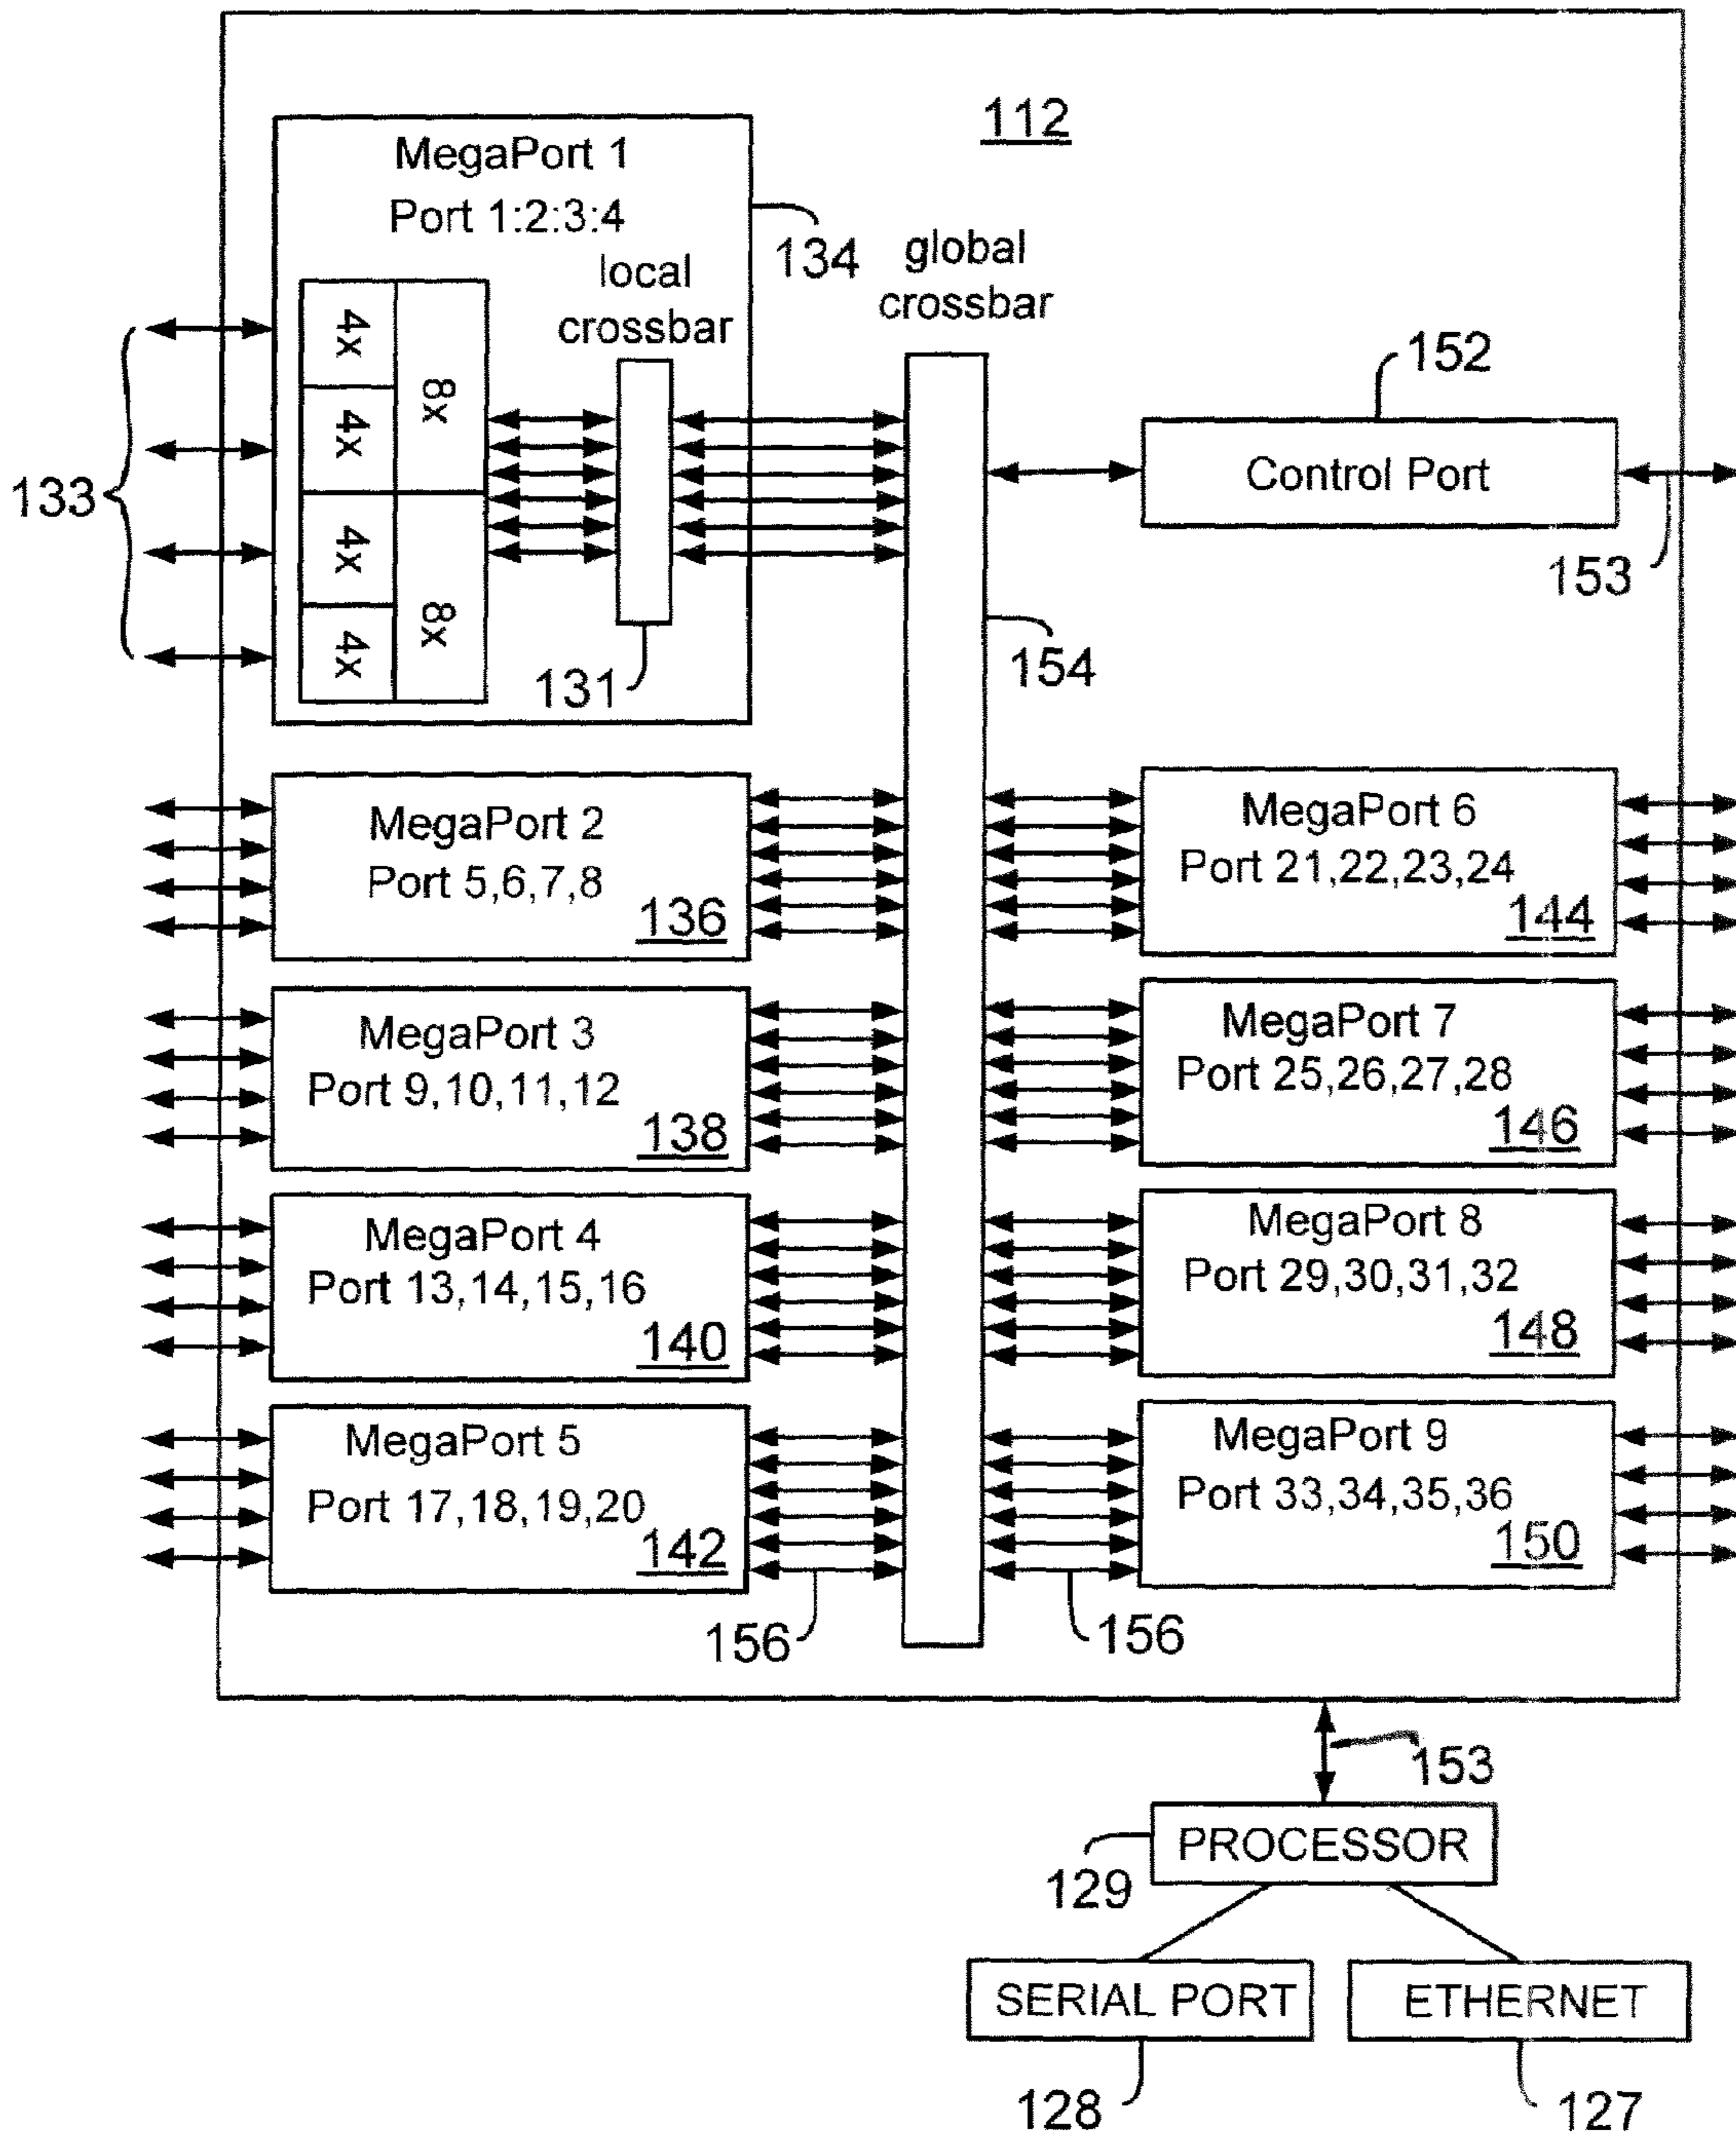 112
MegaPort 1
Port 1:2:3:4
134
local
crossbar
global
crossbar
4x
4x
4x
4x
8x
8x
133
131
152
Control Port
153
154
MegaPort 2
Port 5,6,7,8
136
MegaPort 6
Port 21,22,23,24
144
MegaPort 3
Port 9,10,11,12
138
MegaPort 7
Port 25,26,27,28
146
MegaPort 4
Port 13,14,15,16
140
MegaPort 8
Port 29,30,31,32
148
MegaPort 5
Port 17,18,19,20
142
MegaPort 9
Port 33,34,35,36
150
156
156
153
PROCESSOR
129
SERIAL PORT
ETHERNET
128
127